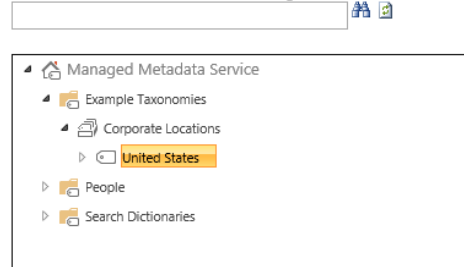 Managed Metadata Service
Example Taxonomies
Corporate Locations
United States
People
Search Dictionaries